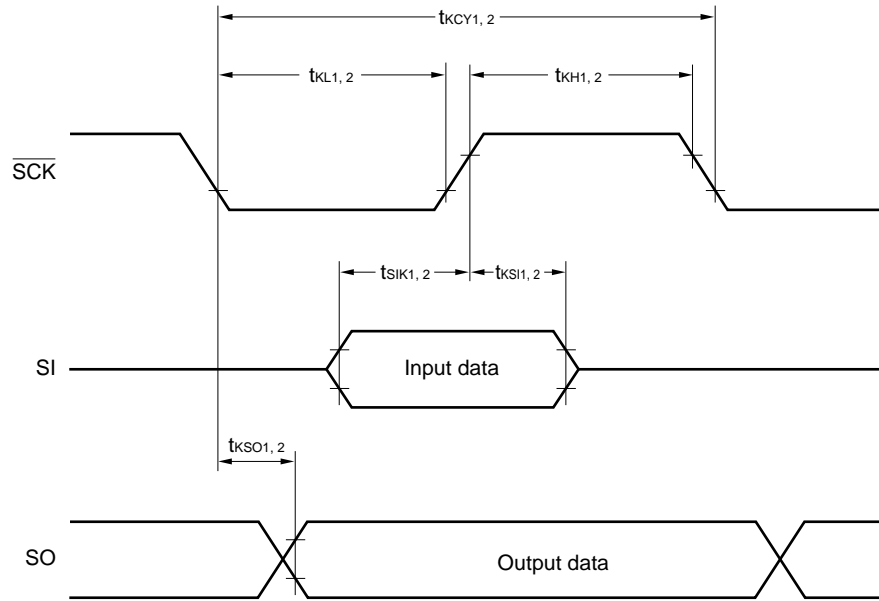 tKCY1, 2
tKL1, 2
tKH1, 2
SCK
tSIK1, 2
tKSI1, 2
SI
Input data
tKSO1, 2
SO
Output data